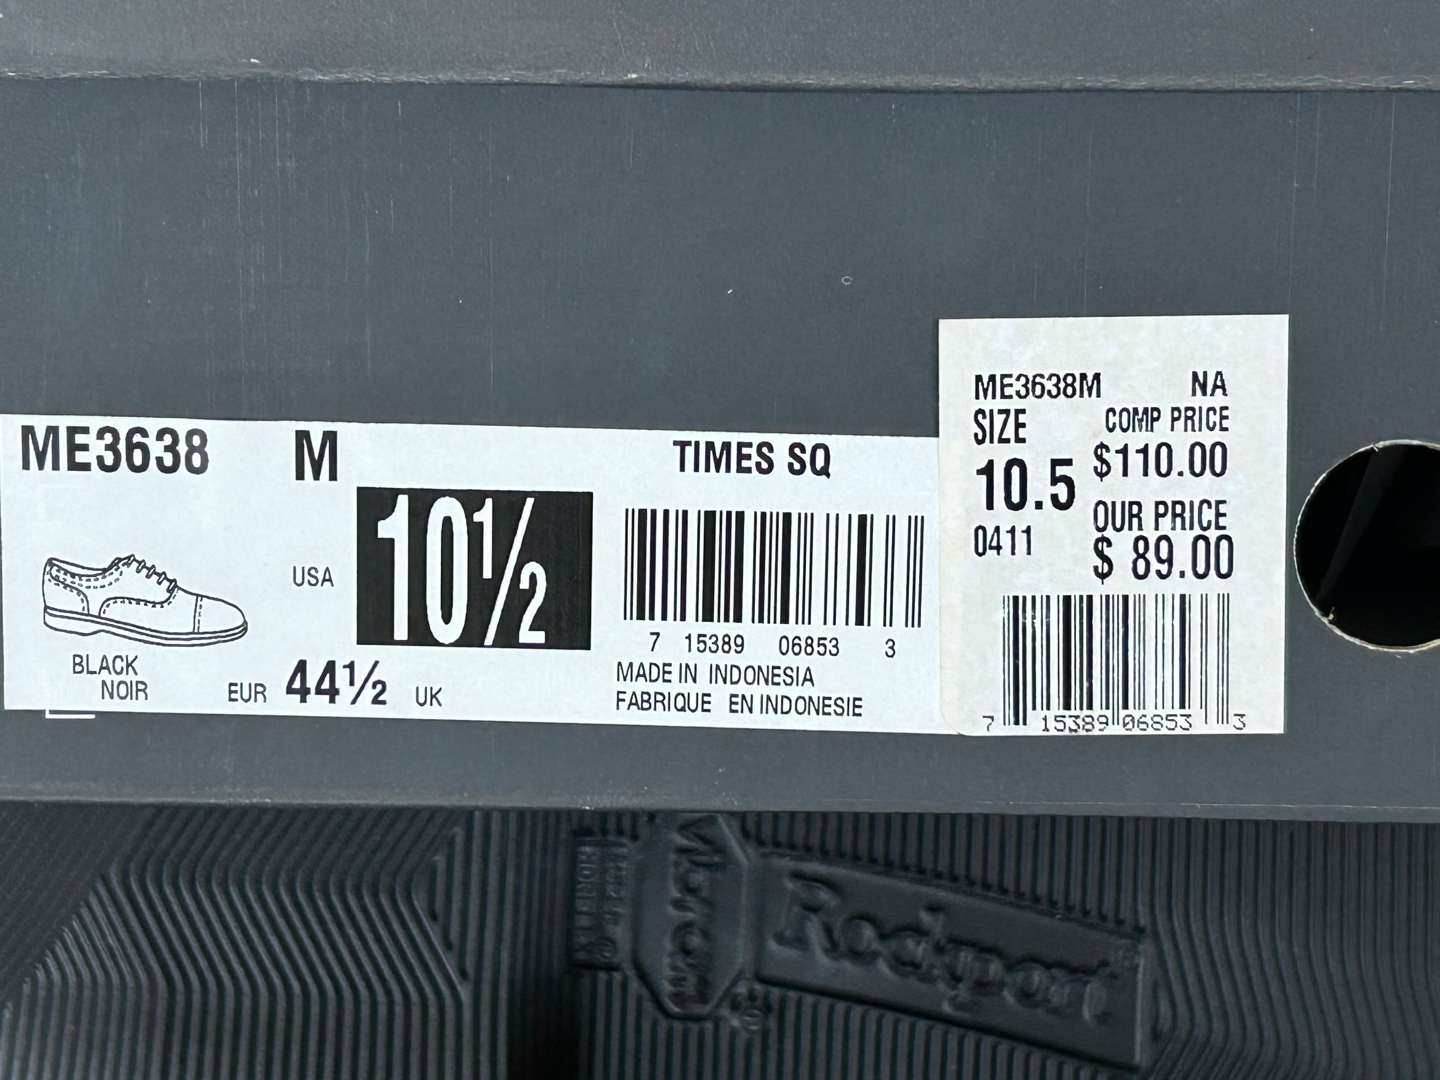 ME3638 M TIMES SQ
USA 10½
7 15389 06853 3
BLACK
NOIR
EUR 44½ UK
MADE IN INDONESIA
FABRIQUE EN INDONESIE
ME3638M NA
SIZE COMP PRICE
10.5 $110.00
0411 OUR PRICE
$ 89.00
7 15389 06853 3
Vibram
Rockport